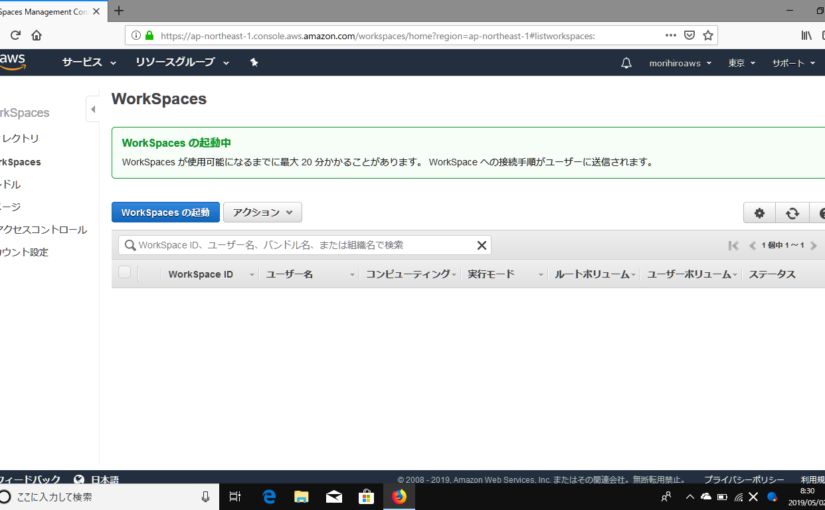 Spaces Management Con
https://ap-northeast-1.console.aws.amazon.com/workspaces/home?region=ap-northeast-1#listworkspaces:
aws サービス リソースグループ morihiroaws 東京 サポート
rkSpaces
レクトリ
rkSpaces
ドル
ージ
アクセスコントロール
ウント設定
WorkSpaces
WorkSpaces の起動中
WorkSpaces が使用可能になるまでに最大 20 分かかることがあります。 WorkSpace への接続手順がユーザーに送信されます。
WorkSpaces の起動 アクション
WorkSpace ID、ユーザー名、バンドル名、または組織名で検索
1 個中 1 ~ 1
WorkSpace ID ユーザー名 コンピューティング 実行モード ルートボリューム ユーザーボリューム ステータス
フィードバック 日本語 © 2008 - 2019, Amazon Web Services, Inc. またはその関連会社。無断転用禁止。 プライバシーポリシー 利用規
ここに入力して検索
8:30
2019/05/02